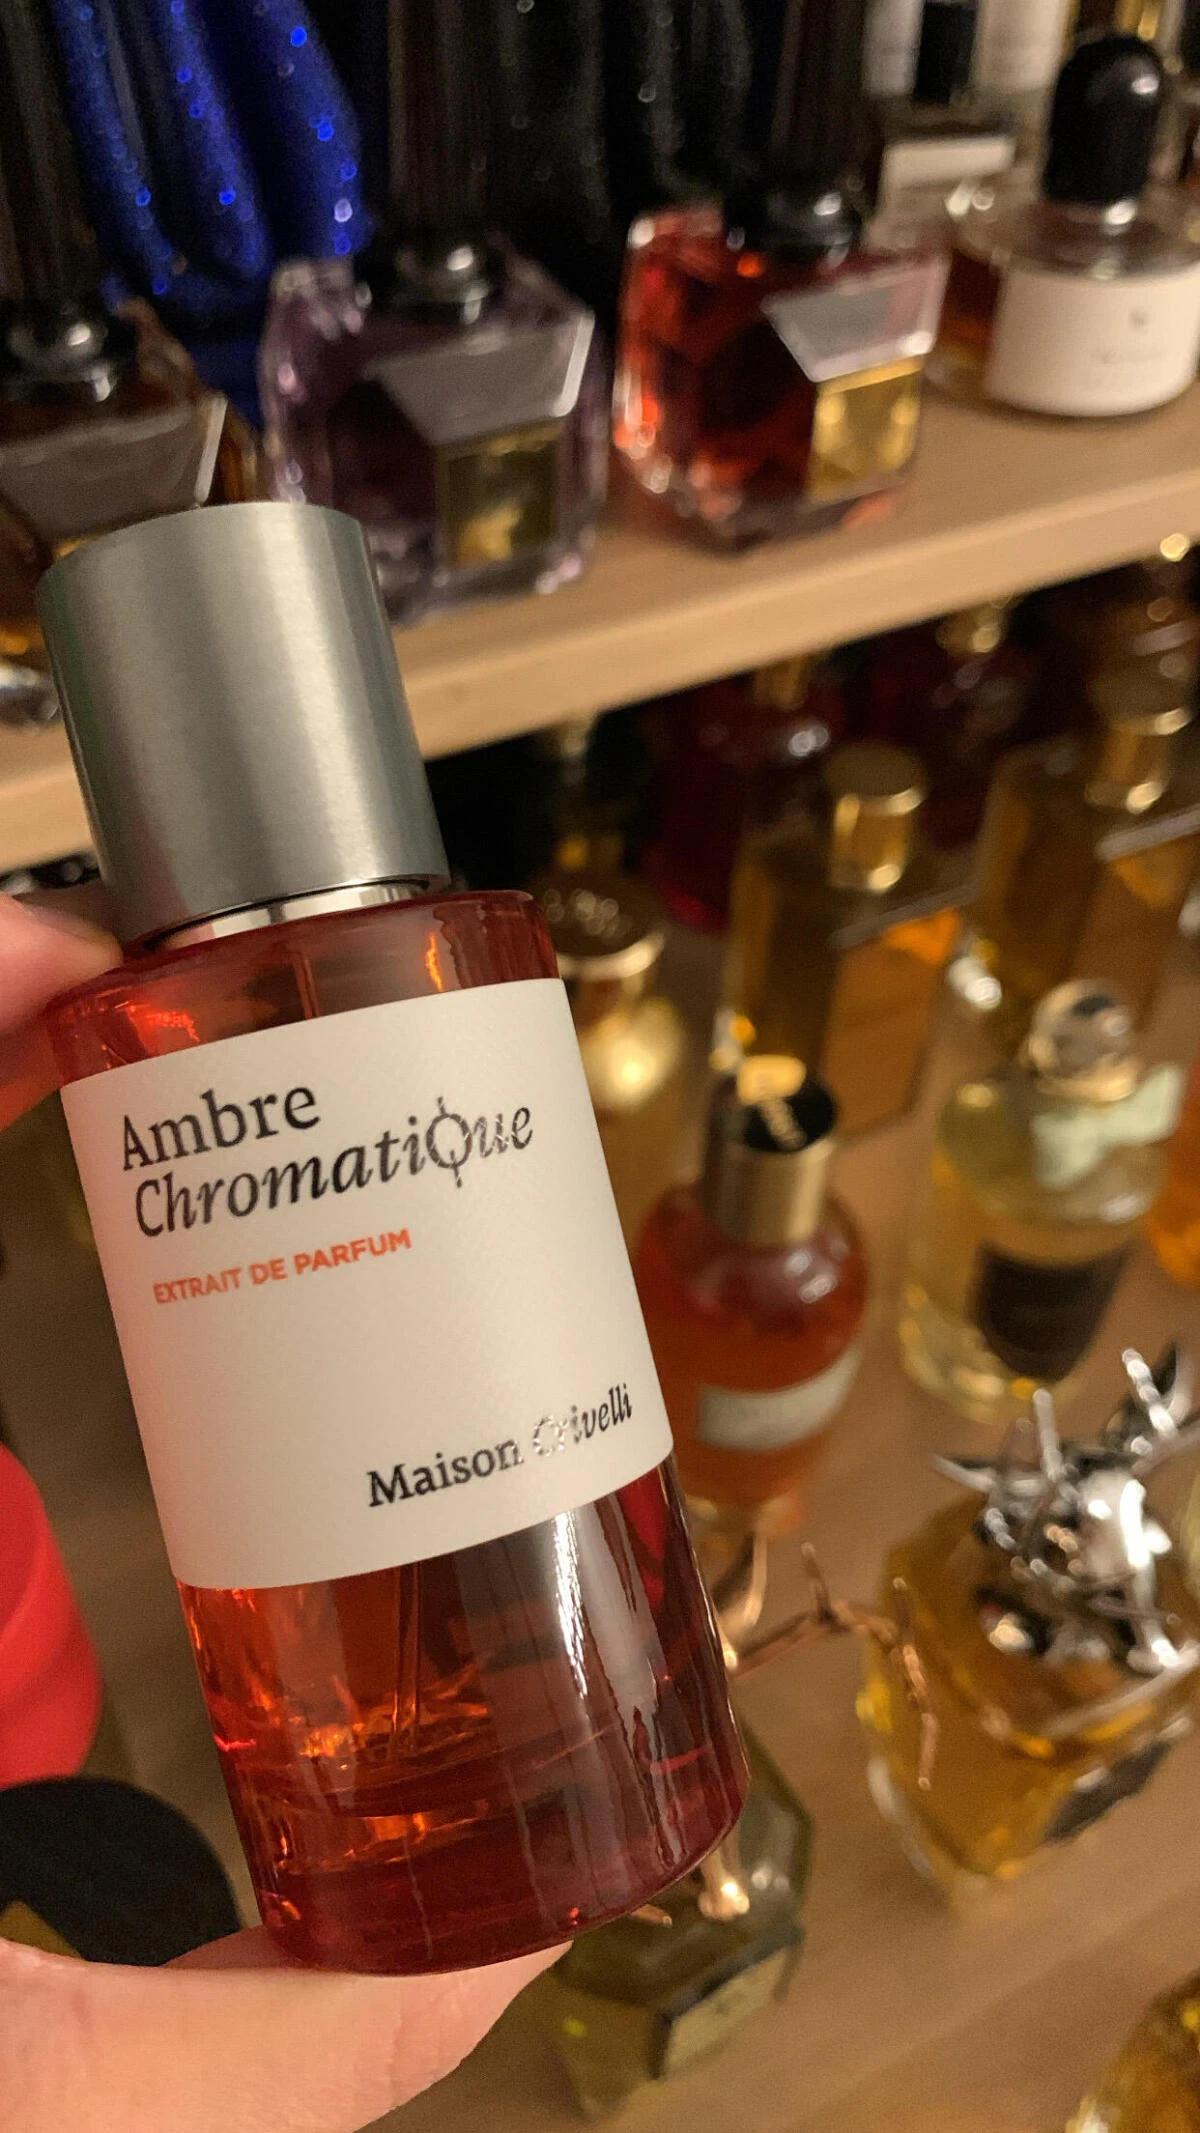 Ambre
ChromatiQue
EXTRAIT DE PARFUM
Maison Crivelli